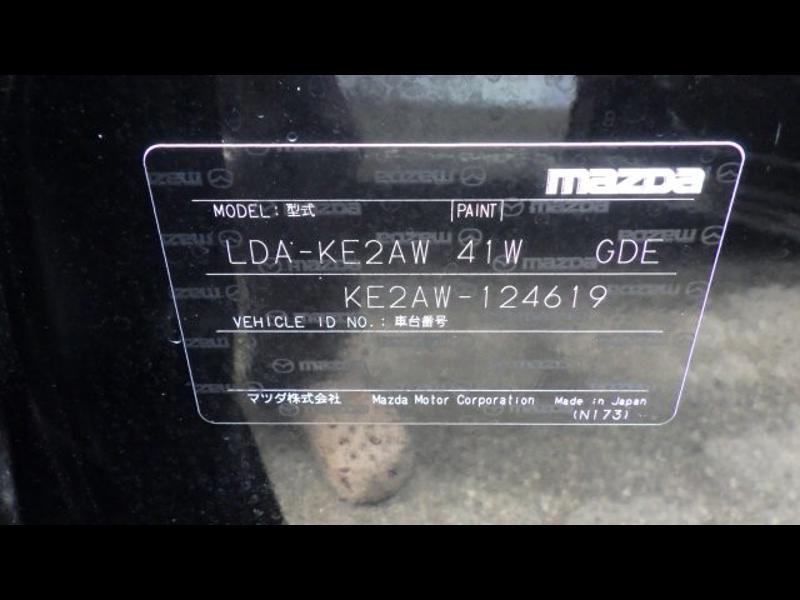 mazda
MODEL: 型式 PAINT
LDA-KE2AW 41W GDE
KE2AW-124619
VEHICLE ID NO.: 車台番号
マツダ株式会社 Mazda Motor Corporation Made in Japan
(N173)